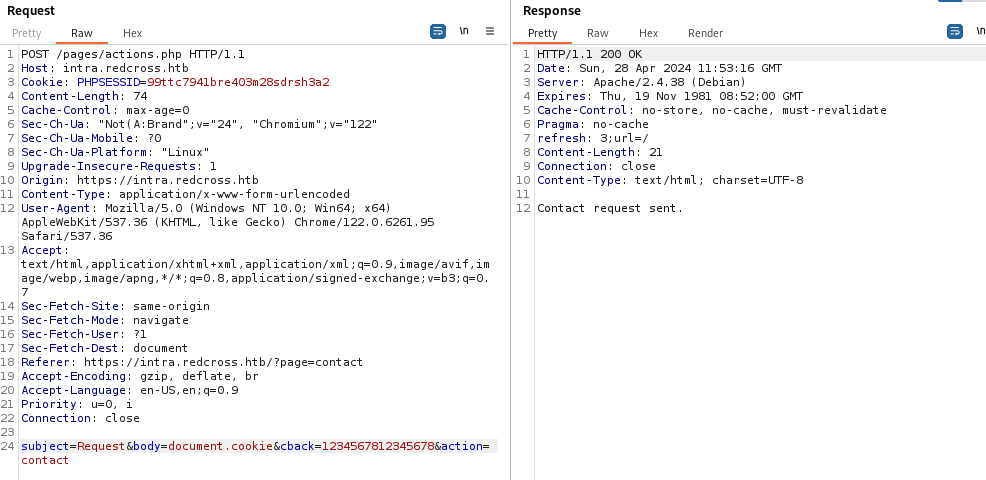 Request
Pretty Raw Hex
\n
1 POST /pages/actions.php HTTP/1.1
2 Host: intra.redcross.htb
3 Cookie: PHPSESSID=99ttc7941bre403m28sdrsh3a2
4 Content-Length: 74
5 Cache-Control: max-age=0
6 Sec-Ch-Ua: "Not(A:Brand";v="24", "Chromium";v="122"
7 Sec-Ch-Ua-Mobile: ?0
8 Sec-Ch-Ua-Platform: "Linux"
9 Upgrade-Insecure-Requests: 1
10 Origin: https://intra.redcross.htb
11 Content-Type: application/x-www-form-urlencoded
12 User-Agent: Mozilla/5.0 (Windows NT 10.0; Win64; x64)
AppleWebKit/537.36 (KHTML, like Gecko) Chrome/122.0.6261.95
Safari/537.36
13 Accept:
text/html,application/xhtml+xml,application/xml;q=0.9,image/avif,im
age/webp,image/apng,*/*;q=0.8,application/signed-exchange;v=b3;q=0.
7
14 Sec-Fetch-Site: same-origin
15 Sec-Fetch-Mode: navigate
16 Sec-Fetch-User: ?1
17 Sec-Fetch-Dest: document
18 Referer: https://intra.redcross.htb/?page=contact
19 Accept-Encoding: gzip, deflate, br
20 Accept-Language: en-US,en;q=0.9
21 Priority: u=0, i
22 Connection: close
23
24 subject=Request&body=document.cookie&cback=1234567812345678&action=
contact
Response
Pretty Raw Hex Render
\n
1 HTTP/1.1 200 OK
2 Date: Sun, 28 Apr 2024 11:53:16 GMT
3 Server: Apache/2.4.38 (Debian)
4 Expires: Thu, 19 Nov 1981 08:52:00 GMT
5 Cache-Control: no-store, no-cache, must-revalidate
6 Pragma: no-cache
7 refresh: 3;url=/
8 Content-Length: 21
9 Connection: close
10 Content-Type: text/html; charset=UTF-8
11
12 Contact request sent.